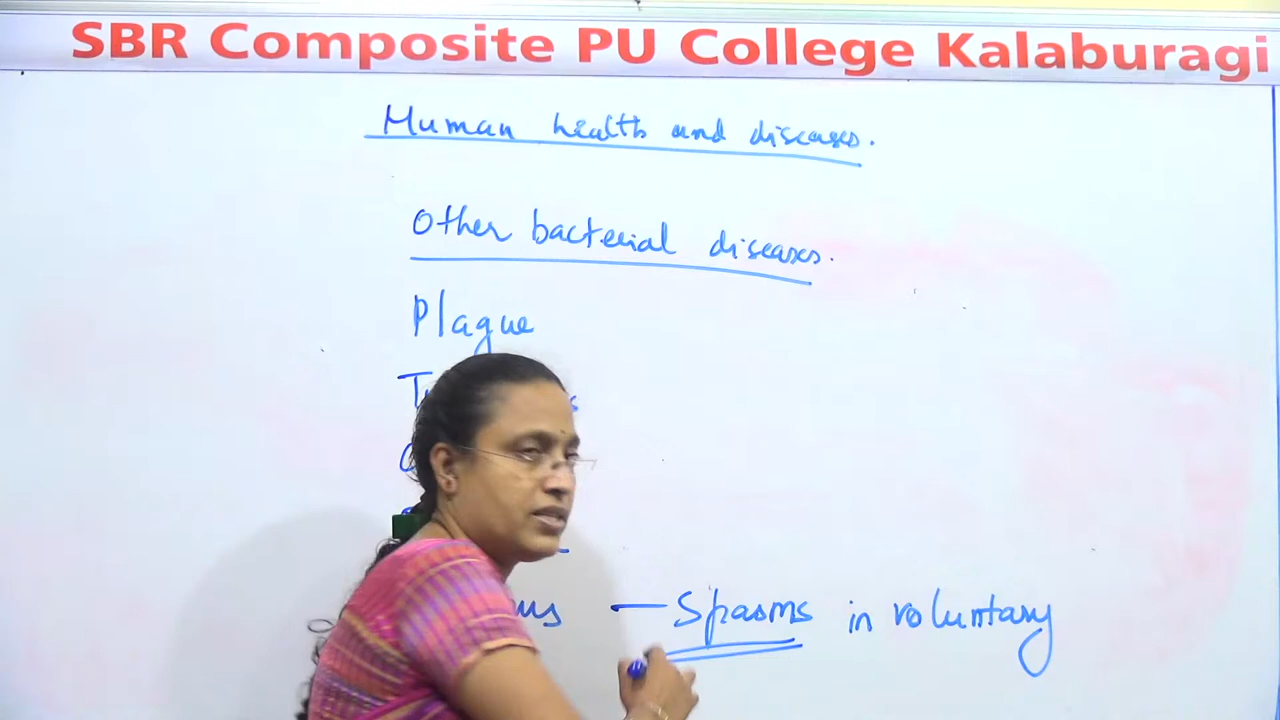 SBR Composite PU College Kalaburagi
Human health and diseases.
Other bacterial diseases.
Plague
— Spasms in voluntary